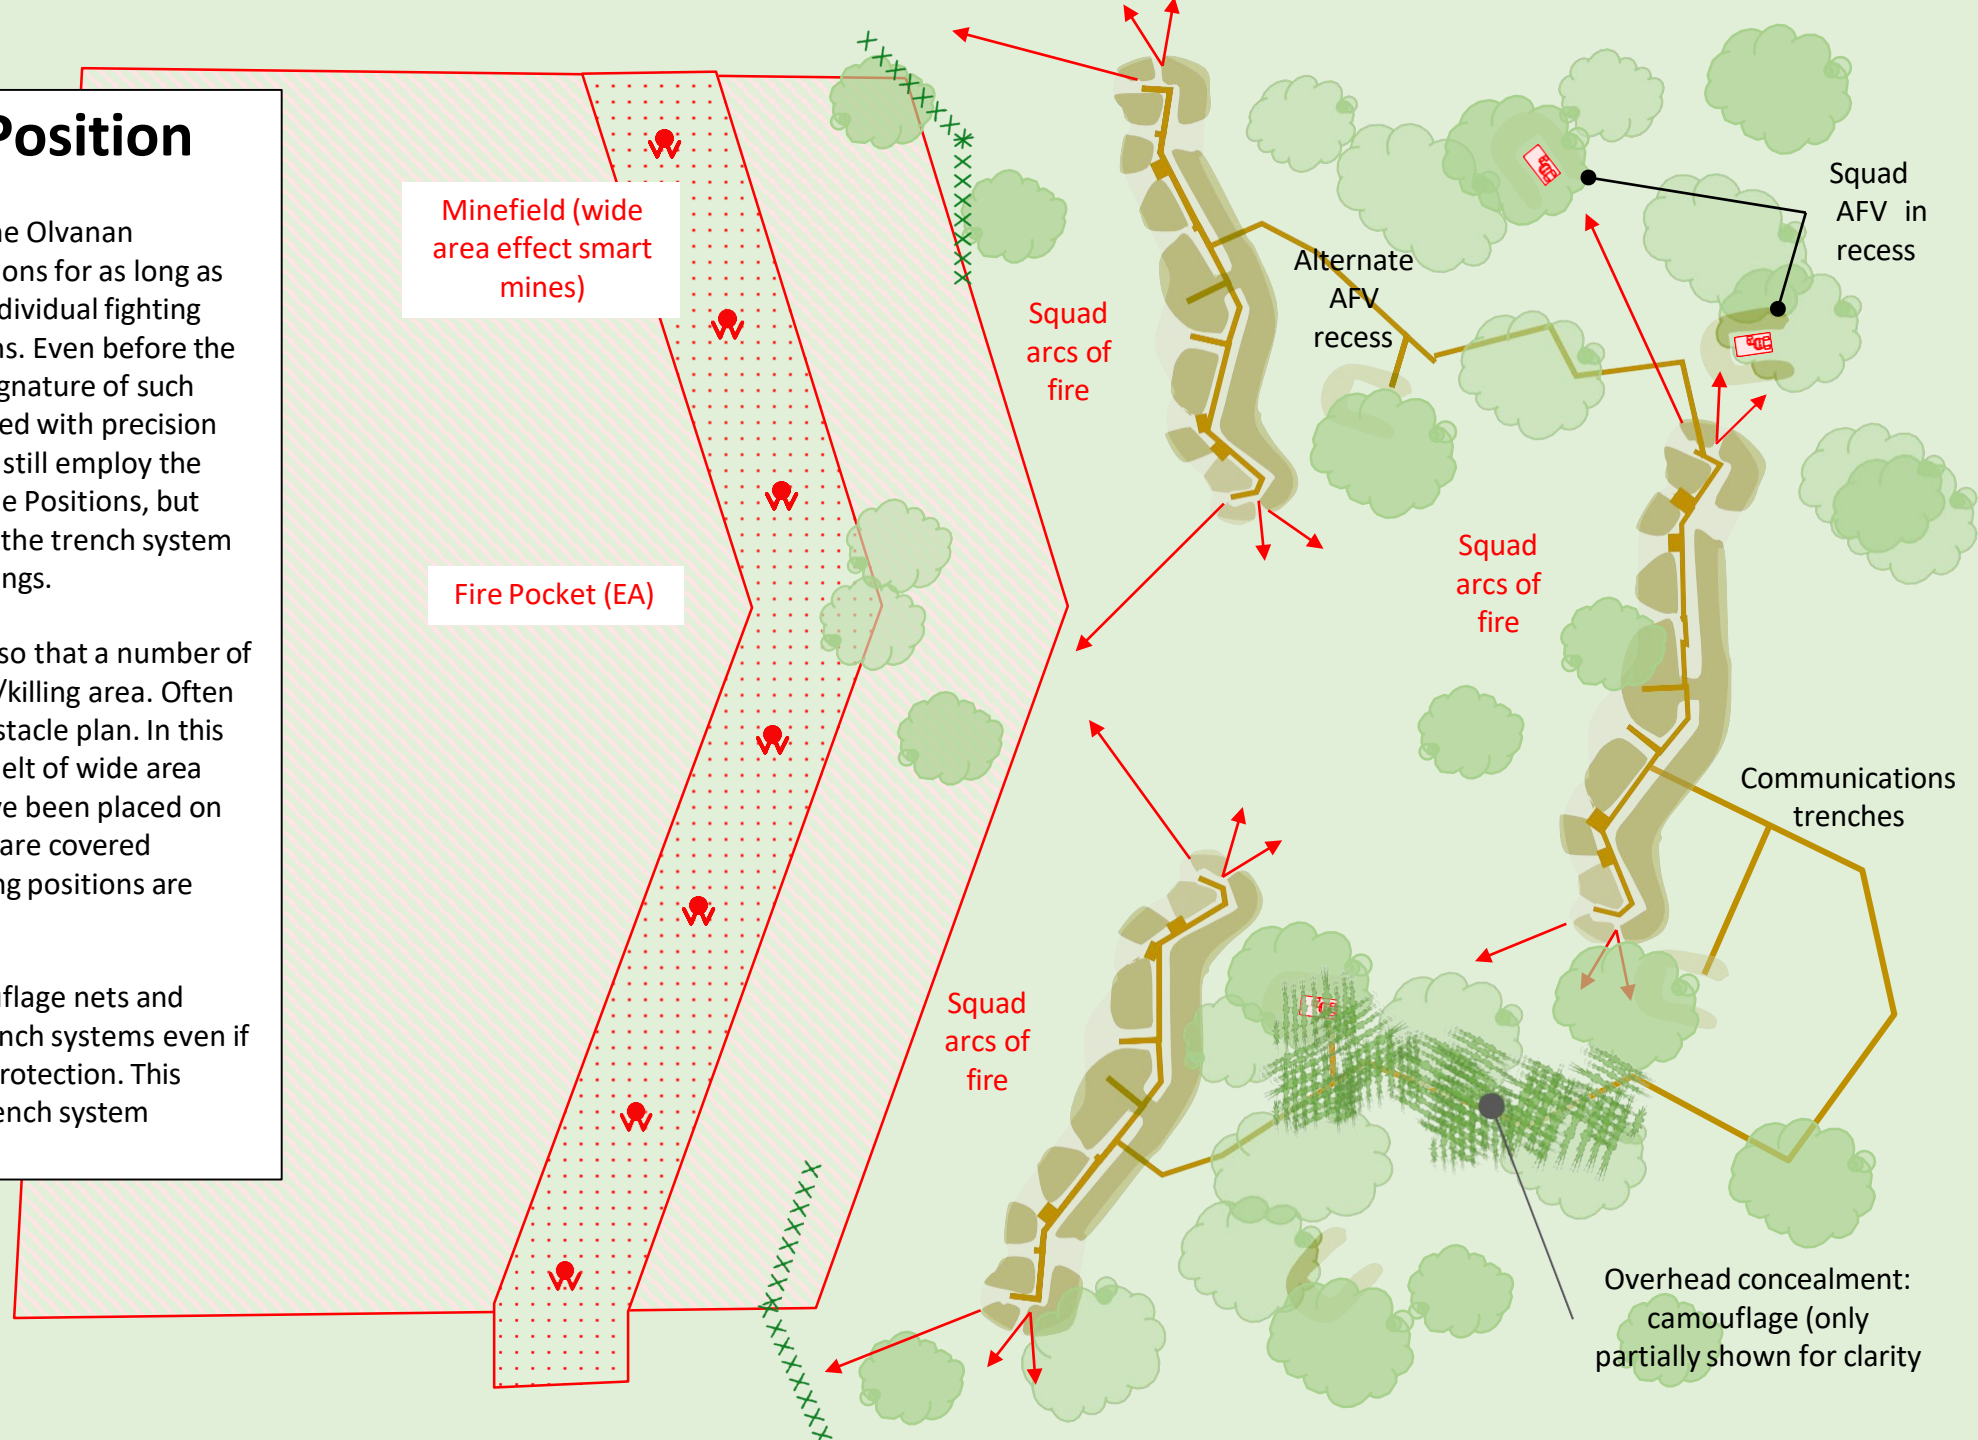 Position
he Olvanan
ions for as long as
dividual fighting
ns. Even before the
gnature of such
ed with precision
still employ the
e Positions, but
the trench system
ngs.
so that a number of
/killing area. Often
stacle plan. In this
elt of wide area
ve been placed on
are covered
ng positions are
uflage nets and
nch systems even if
rotection. This
ench system
Minefield (wide
area effect smart
mines)
Fire Pocket (EA)
Squad
arcs of
fire
Alternate
AFV
recess
Squad
AFV in
recess
Squad
arcs of
fire
Communications
trenches
Squad
arcs of
fire
Overhead concealment:
camouflage (only
partially shown for clarity